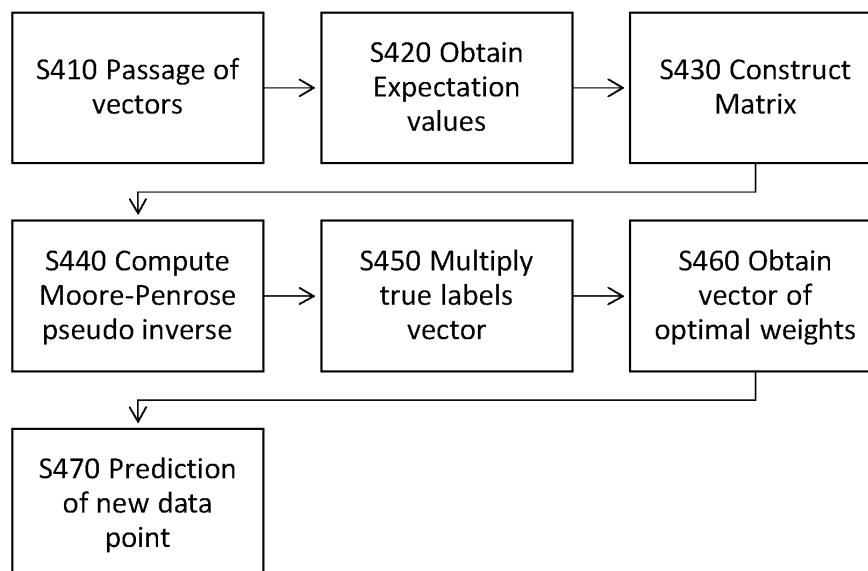 S410 Passage of
vectors
S420 Obtain
Expectation
values
S430 Construct
Matrix
S440 Compute
Moore-Penrose
pseudo inverse
S450 Multiply
true labels
vector
S460 Obtain
vector of
optimal weights
S470 Prediction
of new data
point